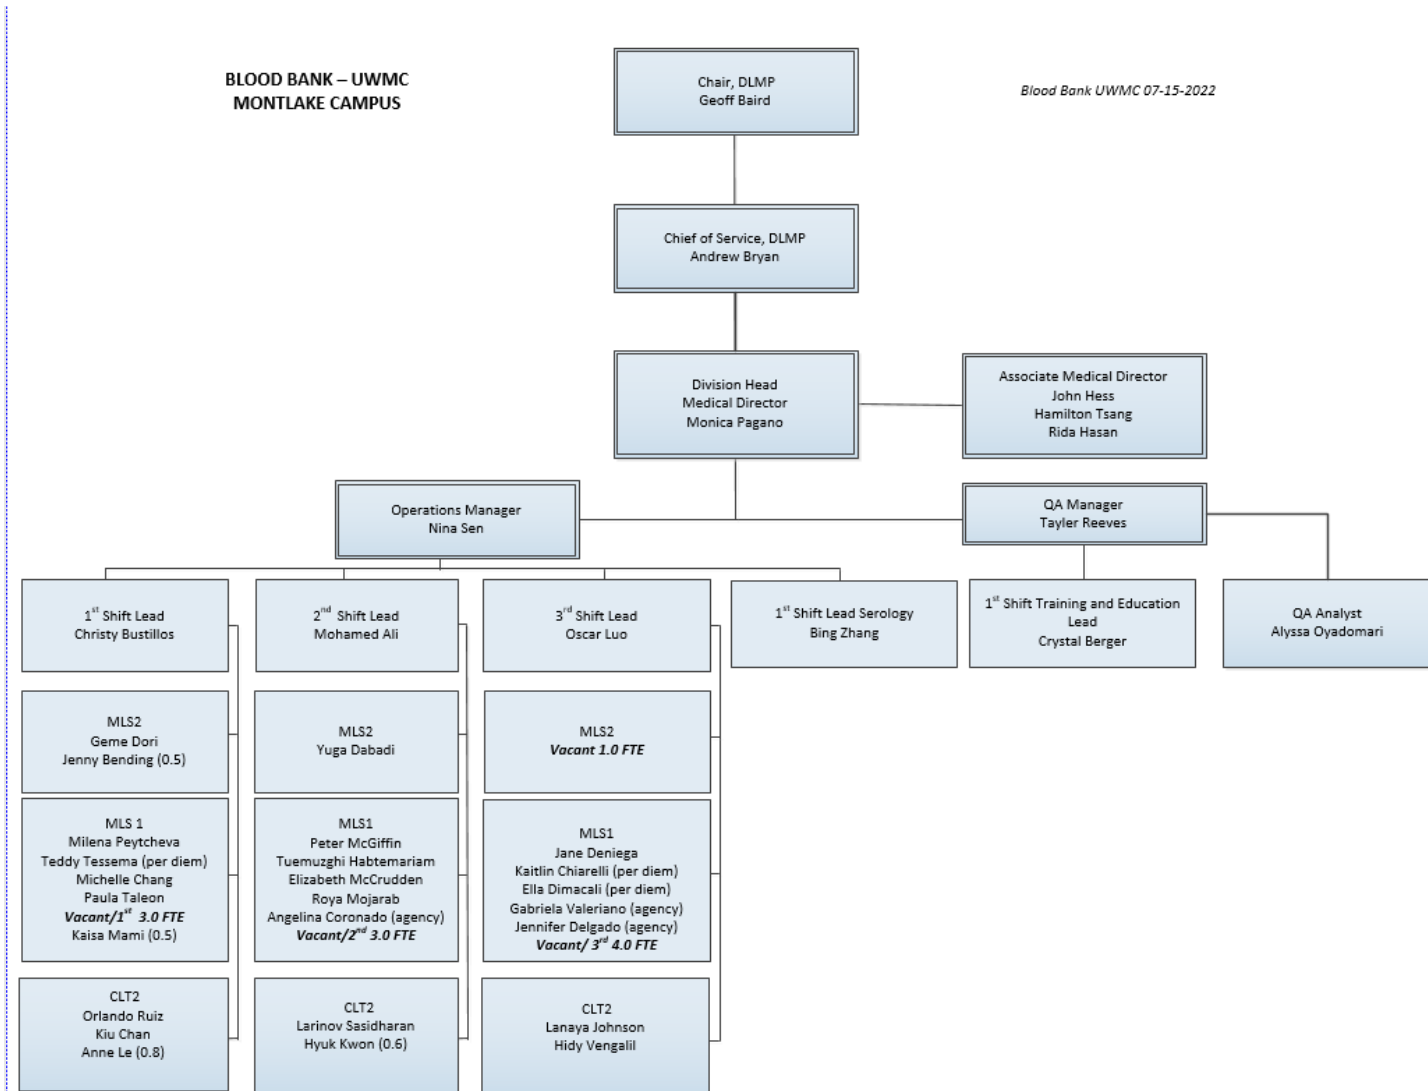 BLOOD BANK – UWMC
MONTLAKE CAMPUS
Blood Bank UWMC 07-15-2022
Chair, DLMP
Geoff Baird
Chief of Service, DLMP
Andrew Bryan
Division Head
Medical Director
Monica Pagano
Associate Medical Director
John Hess
Hamilton Tsang
Rida Hasan
Operations Manager
Nina Sen
QA Manager
Tayler Reeves
1st Shift Lead
Christy Bustillos
2nd Shift Lead
Mohamed Ali
3rd Shift Lead
Oscar Luo
1st Shift Lead Serology
Bing Zhang
1st Shift Training and Education
Lead
Crystal Berger
QA Analyst
Alyssa Oyadomari
MLS2
Geme Dori
Jenny Bending (0.5)
MLS2
Yuga Dabadi
MLS2
Vacant 1.0 FTE
MLS 1
Milena Peytcheva
Teddy Tessema (per diem)
Michelle Chang
Paula Taleon
Vacant/1st 3.0 FTE
Kaisa Mami (0.5)
MLS1
Peter McGiffin
Tuemuzghi Habtemariam
Elizabeth McCrudden
Roya Mojarab
Angelina Coronado (agency)
Vacant/2nd 3.0 FTE
MLS1
Jane Deniega
Kaitlin Chiarelli (per diem)
Ella Dimacali (per diem)
Gabriela Valeriano (agency)
Jennifer Delgado (agency)
Vacant/ 3rd 4.0 FTE
CLT2
Orlando Ruiz
Kiu Chan
Anne Le (0.8)
CLT2
Larinov Sasidharan
Hyuk Kwon (0.6)
CLT2
Lanaya Johnson
Hidy Vengalil